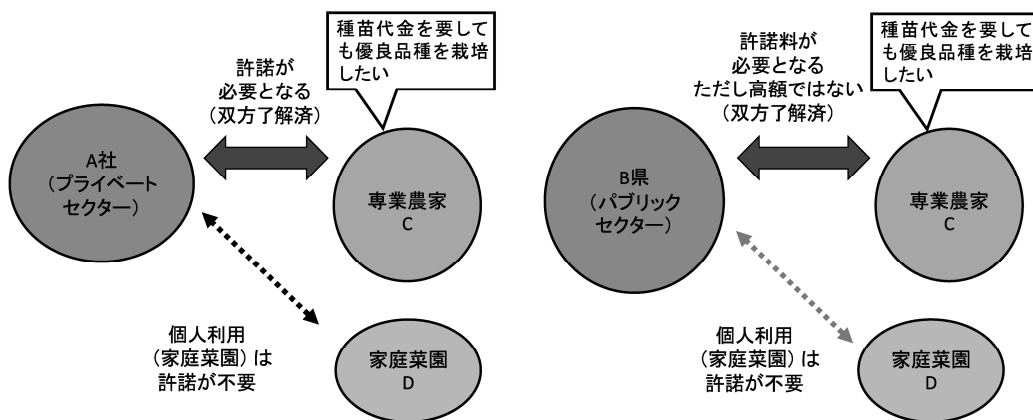 種苗代金を要して
も優良品種を栽培
したい
許諾が
必要となる
（双方了解済）
A社
（プライベート
セクター）
専業農家
C
個人利用
（家庭菜園）は
許諾が不要
家庭菜園
D
種苗代金を要して
も優良品種を栽培
したい
許諾料が
必要となる
ただし高額ではない
（双方了解済）
B県
（パブリック
セクター）
専業農家
C
個人利用
（家庭菜園）は
許諾が不要
家庭菜園
D